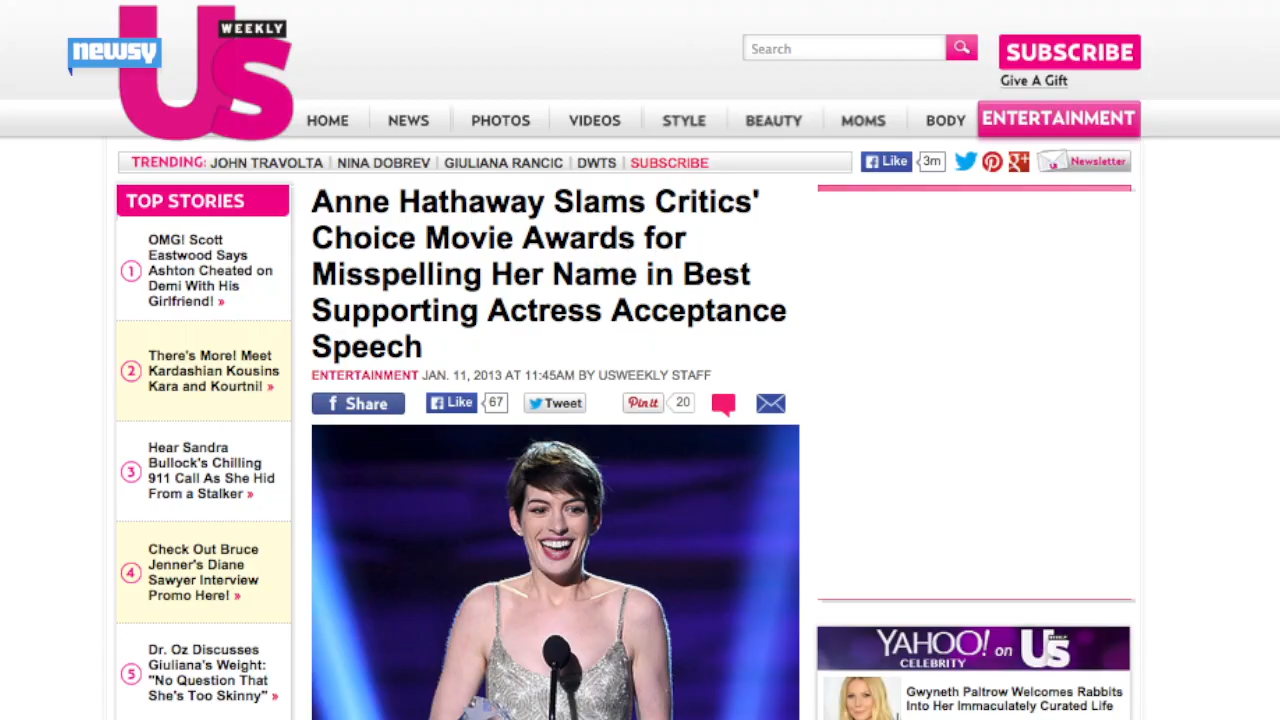 newsy
Us
WEEKLY
Search
SUBSCRIBE
Give A Gift
HOME NEWS PHOTOS VIDEOS STYLE BEAUTY MOMS BODY ENTERTAINMENT
TRENDING: JOHN TRAVOLTA NINA DOBREV GIULIANA RANCIC DWTS SUBSCRIBE
f Like 3m g+ Us Newsletter
TOP STORIES
1 OMG! Scott
Eastwood Says
Ashton Cheated on
Demi With His
Girlfriend! »
2 There's More! Meet
Kardashian Kousins
Kara and Kourtni! »
3 Hear Sandra
Bullock's Chilling
911 Call As She Hid
From a Stalker »
4 Check Out Bruce
Jenner's Diane
Sawyer Interview
Promo Here! »
5 Dr. Oz Discusses
Giuliana's Weight:
"No Question That
She's Too Skinny" »
Anne Hathaway Slams Critics'
Choice Movie Awards for
Misspelling Her Name in Best
Supporting Actress Acceptance
Speech
ENTERTAINMENT JAN. 11, 2013 AT 11:45AM BY USWEEKLY STAFF
f Share f Like 67 Tweet Pin it 20
YAHOO! on Us WEEKLY
CELEBRITY
Gwyneth Paltrow Welcomes Rabbits
Into Her Immaculately Curated Life